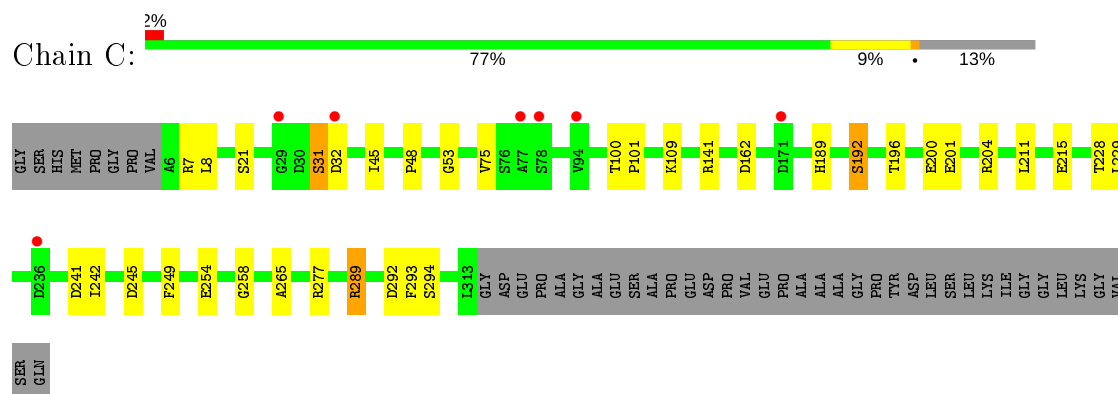 2%
Chain C:
77% 9% • 13%
GLY SER HIS MET PRO GLY PRO VAL A6 R7 L8 S21 G29 D30 S31 D32 I45 P48 G53 V75 S76 A77 S78 V94 T100 P101 K109 R141 D162 D171 H189 S192 T196 E200 E201 R204 L211 E215 T228
D236 D241 I242 D245 F249 E254 G258 A265 R277 R289 D292 F293 S294 L313 GLY ASP GLU PRO ALA GLY ALA GLU SER ALA PRO GLU ASP PRO VAL GLU PRO ALA ALA ALA GLY PRO TYR ASP LEU SER LEU LYS ILE GLY GLY LEU LYS GLY VAL
SER GLN